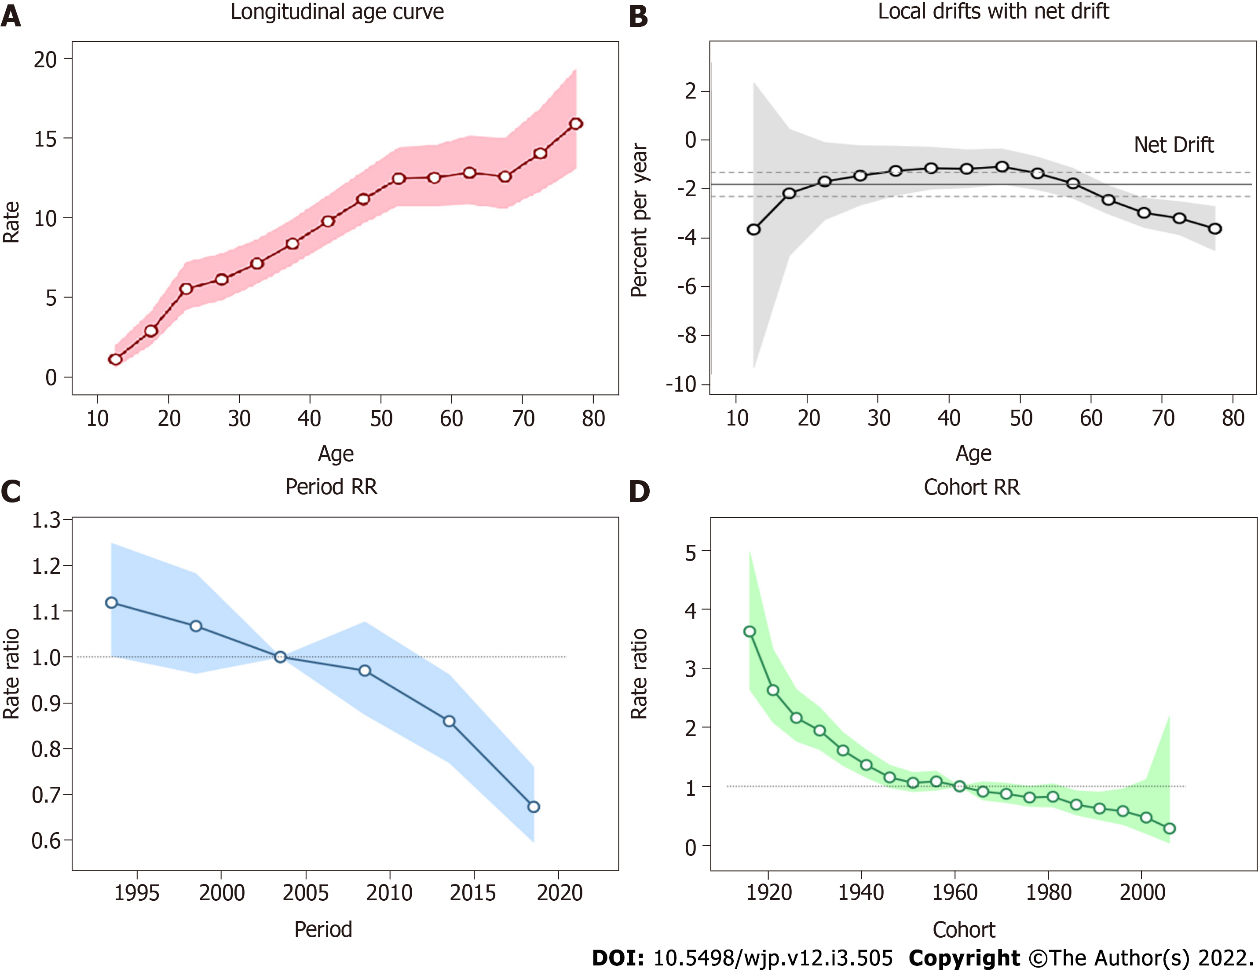 A
Longitudinal age curve
20
15
10
5
0
Rate
10 20 30 40 50 60 70 80
Age
B
Local drifts with net drift
2
0
-2
-4
-6
-8
-10
Percent per year
Net Drift
10 20 30 40 50 60 70 80
Age
C
Period RR
1.3
1.2
1.1
1.0
0.9
0.8
0.7
0.6
Rate ratio
1995 2000 2005 2010 2015 2020
Period
D
Cohort RR
5
4
3
2
1
0
Rate ratio
1920 1940 1960 1980 2000
Cohort
DOI: 10.5498/wjp.v12.i3.505 Copyright ©The Author(s) 2022.